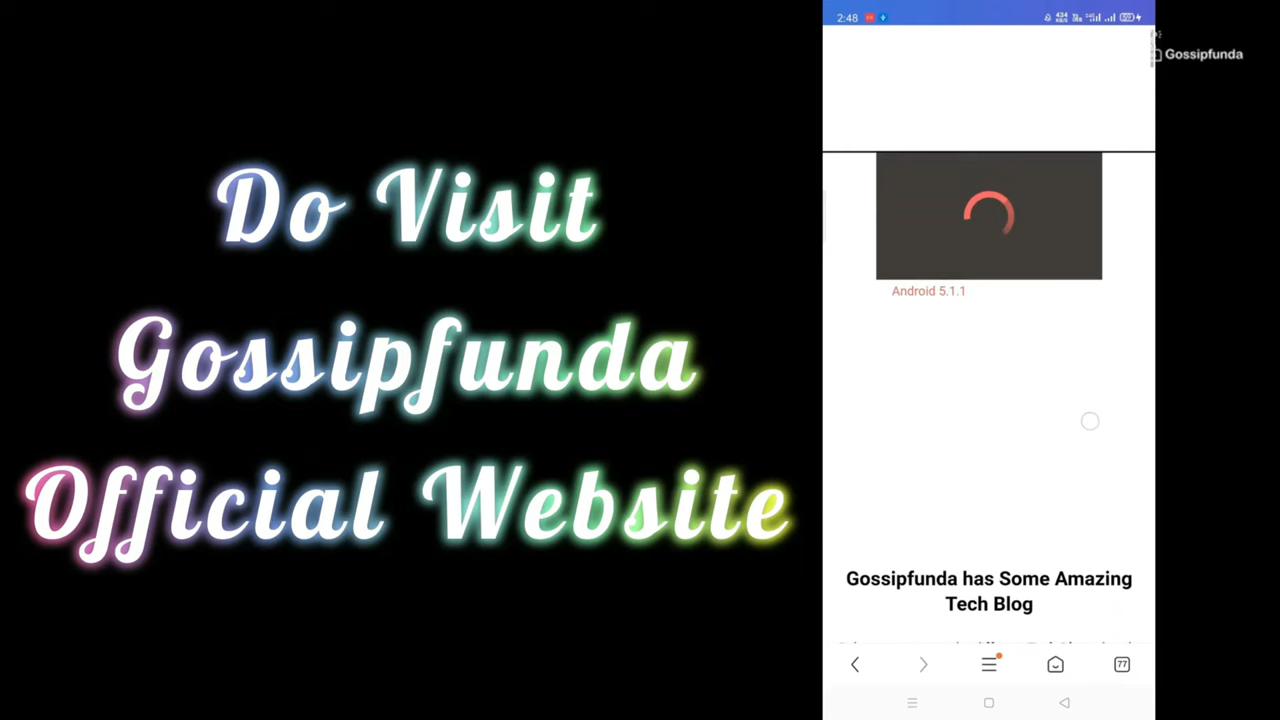 Do Visit
Gossipfunda
Official Website
2:48
Gossipfunda
Android 5.1.1
Gossipfunda has Some Amazing
Tech Blog
77